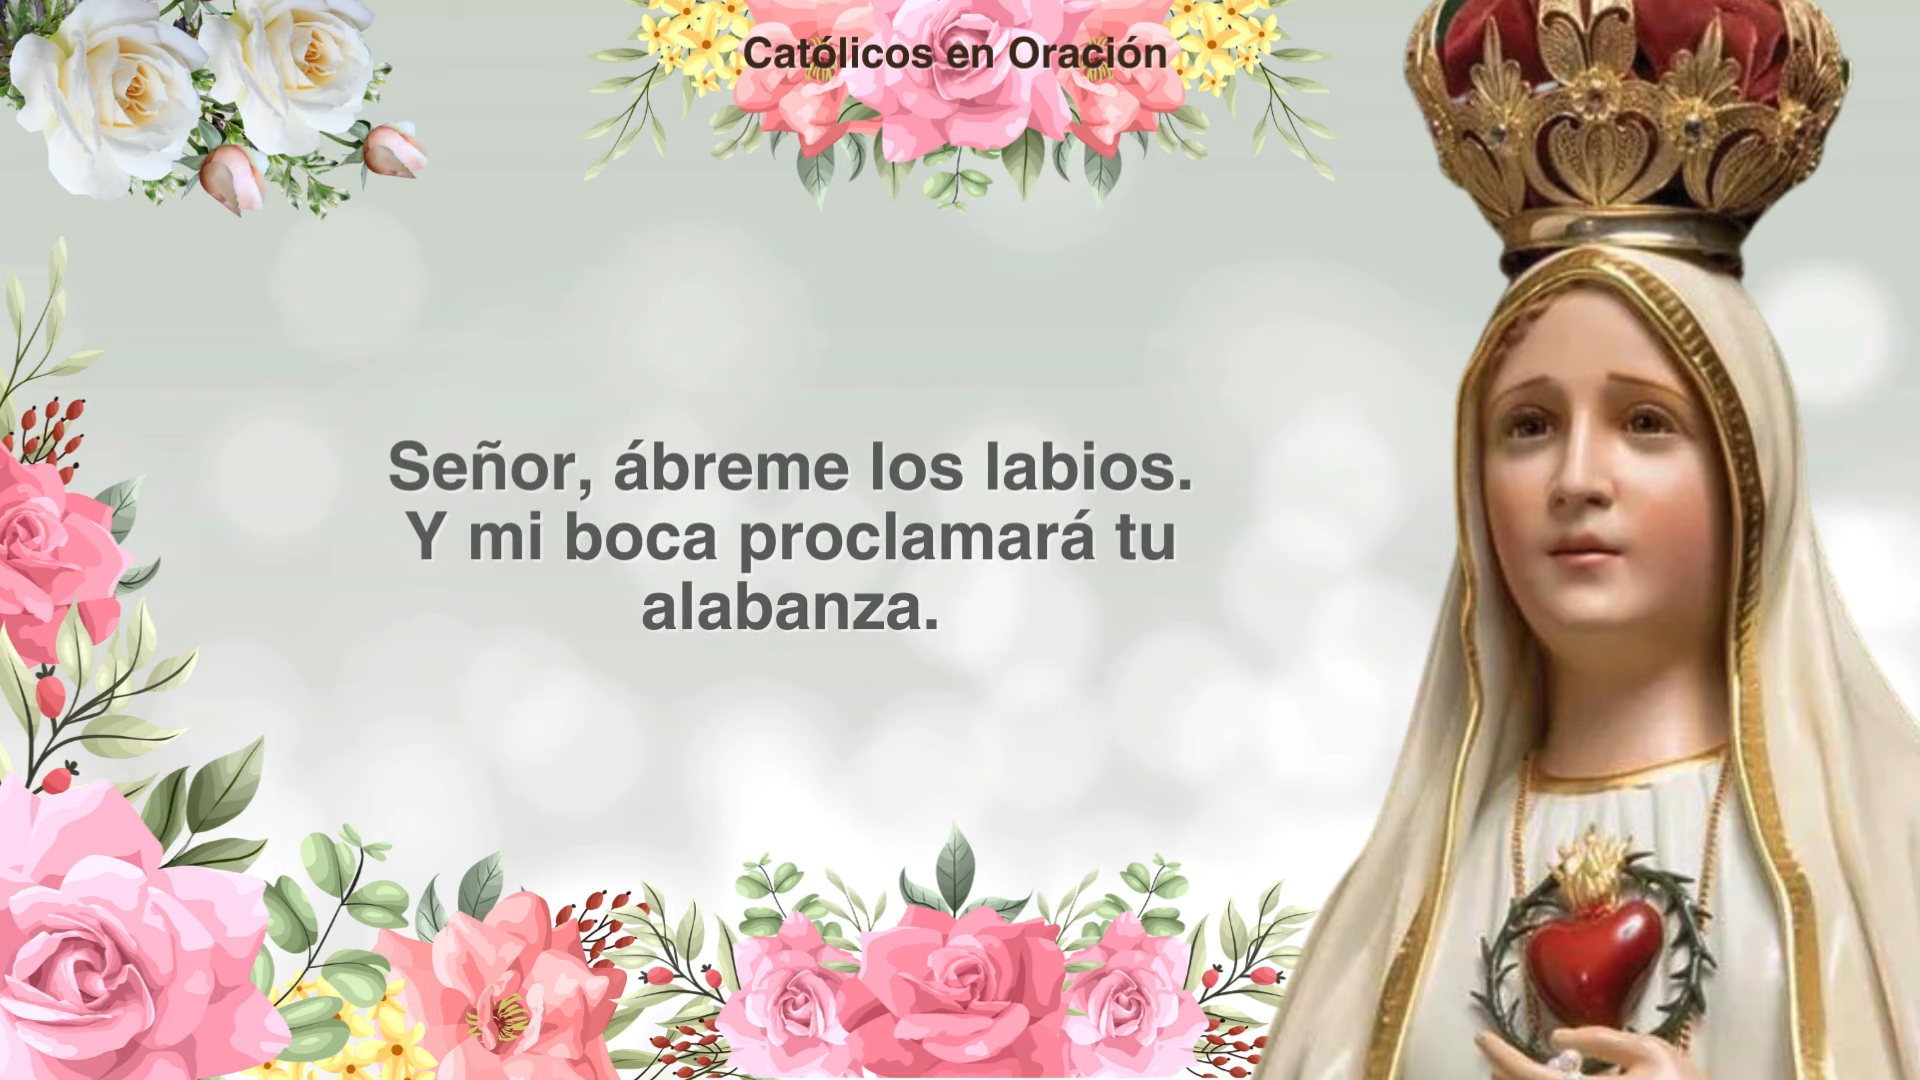 Católicos en Oración
Señor, ábreme los labios.
Y mi boca proclamará tu
alabanza.